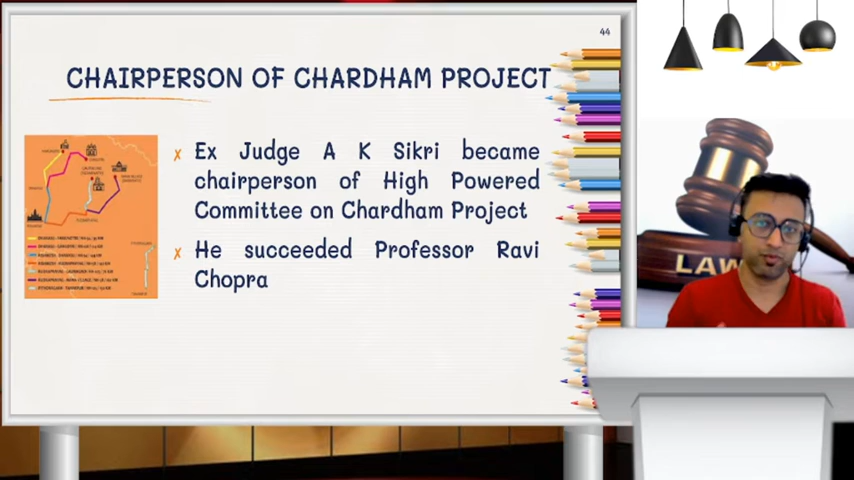 44
CHAIRPERSON OF CHARDHAM PROJECT
Ex Judge A K Sikri became
chairperson of High Powered
Committee on Chardham Project
He succeeded Professor Ravi
Chopra
LAW